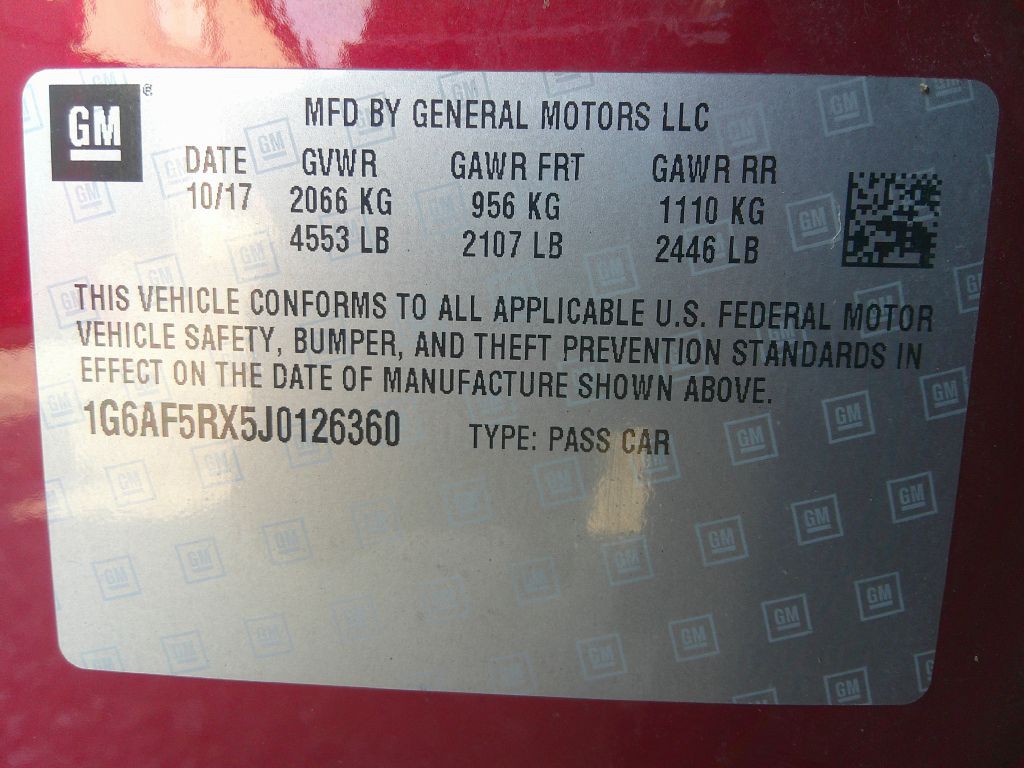 GM ®
MFD BY GENERAL MOTORS LLC
DATE GVWR GAWR FRT GAWR RR
10/17 2066 KG 956 KG 1110 KG
4553 LB 2107 LB 2446 LB
THIS VEHICLE CONFORMS TO ALL APPLICABLE U.S. FEDERAL MOTOR
VEHICLE SAFETY, BUMPER, AND THEFT PREVENTION STANDARDS IN
EFFECT ON THE DATE OF MANUFACTURE SHOWN ABOVE.
1G6AF5RX5J0126360 TYPE: PASS CAR